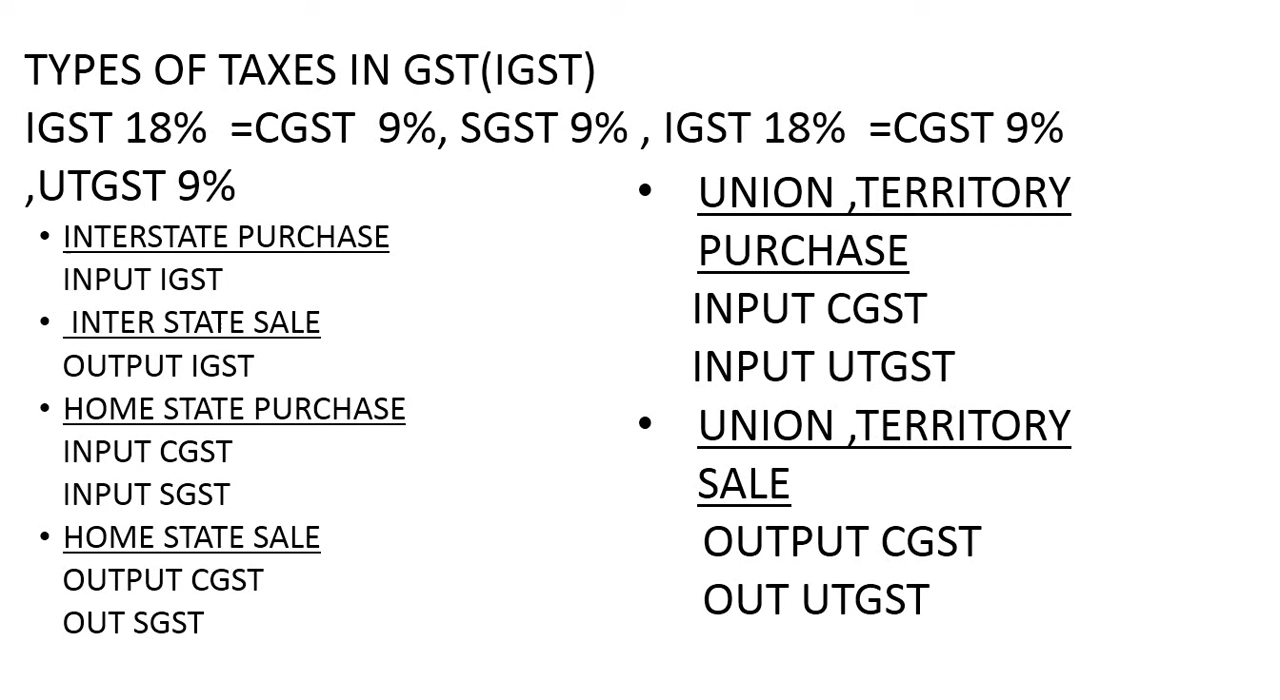 TYPES OF TAXES IN GST(IGST)
IGST 18%  =CGST  9%, SGST 9% , IGST 18%  =CGST 9%
,UTGST 9%
• INTERSTATE PURCHASE
INPUT IGST
• INTER STATE SALE
OUTPUT IGST
• HOME STATE PURCHASE
INPUT CGST
INPUT SGST
• HOME STATE SALE
OUTPUT CGST
OUT SGST
• UNION ,TERRITORY
PURCHASE
INPUT CGST
INPUT UTGST
• UNION ,TERRITORY
SALE
OUTPUT CGST
OUT UTGST